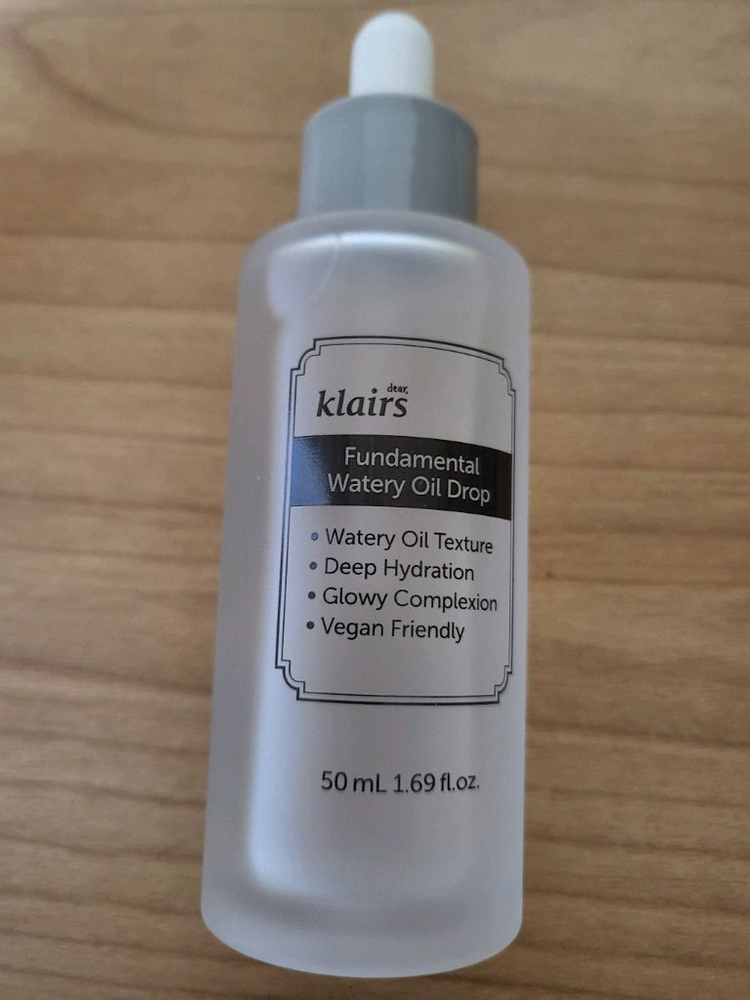 dear,
klairs
Fundamental
Watery Oil Drop
• Watery Oil Texture
• Deep Hydration
• Glowy Complexion
• Vegan Friendly
50 mL 1.69 fl.oz.